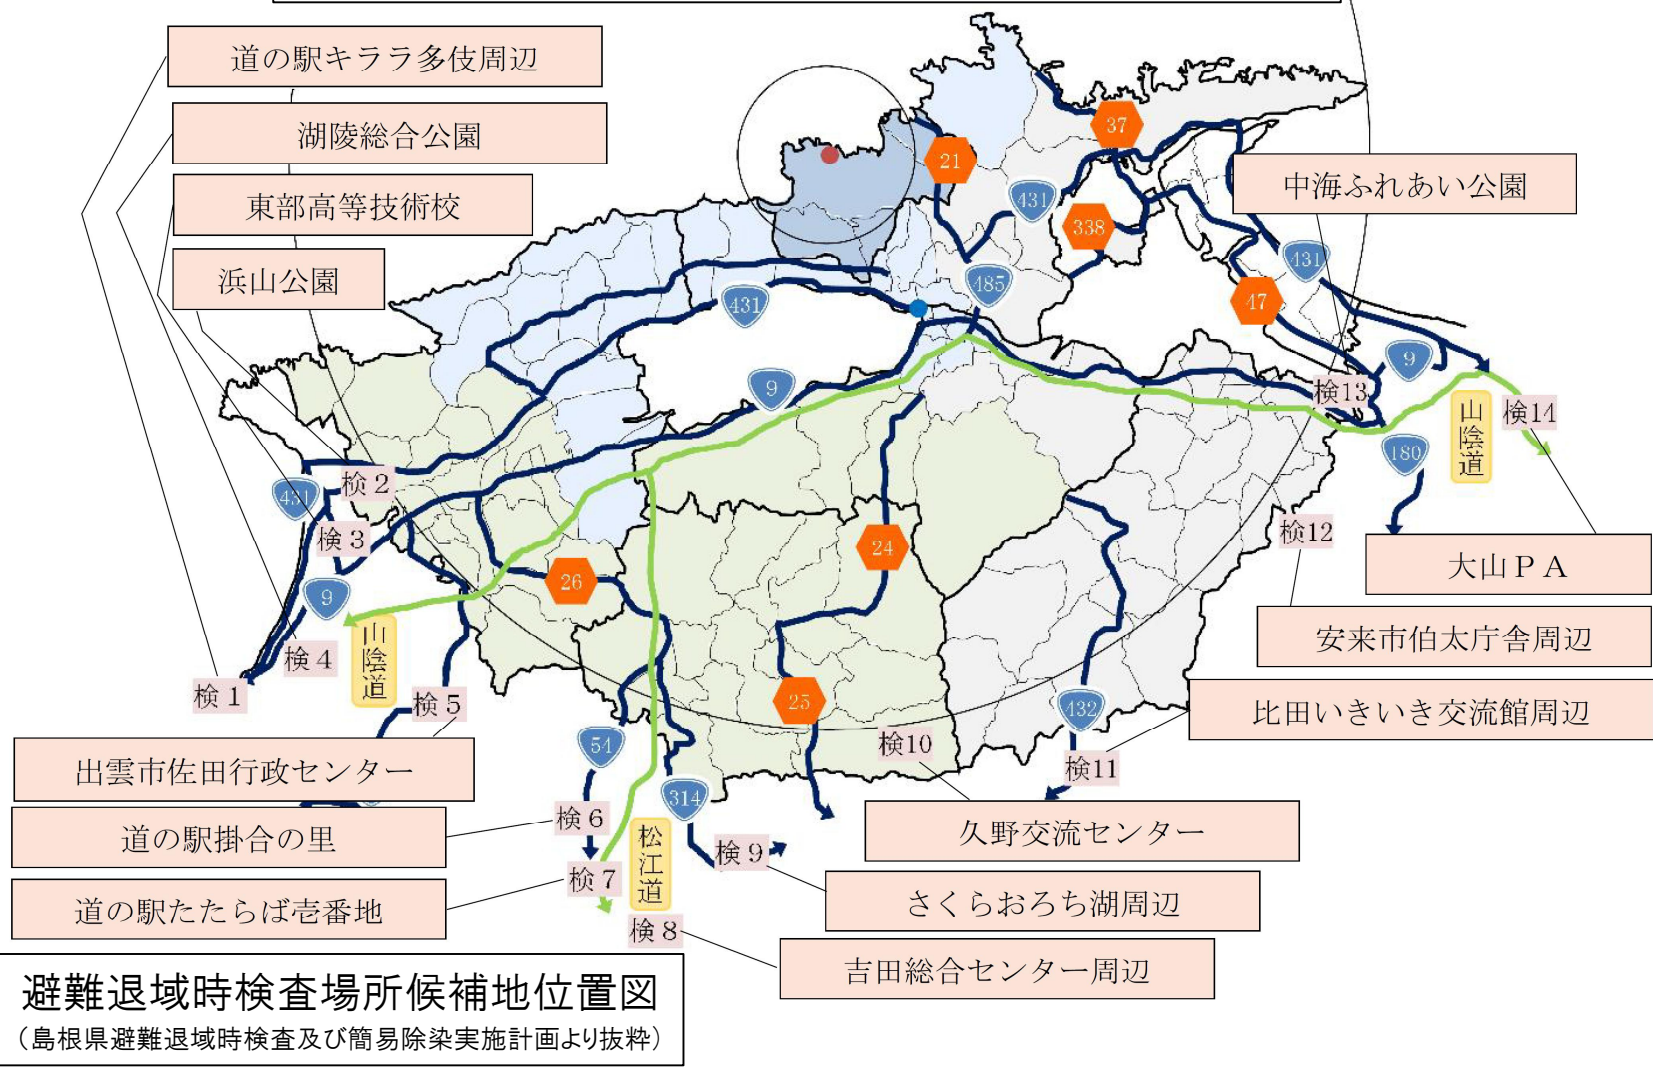 道の駅キララ多伎周辺
湖陵総合公園
東部高等技術校
浜山公園
中海ふれあい公園
37
21
431
338
485
431
47
431
9
9
検13
山陰道
検14
180
検2
431
検3
24
検12
大山PA
26
9
安来市伯太庁舎周辺
山陰道
検4
検1
検5
25
432
比田いきいき交流館周辺
54
検10
検11
出雲市佐田行政センター
314
道の駅掛合の里
検6
松江道
検9
久野交流センター
検7
道の駅たたらば壱番地
さくらおろち湖周辺
検8
吉田総合センター周辺
避難退域時検査場所候補地位置図
（島根県避難退域時検査及び簡易除染実施計画より抜粋）